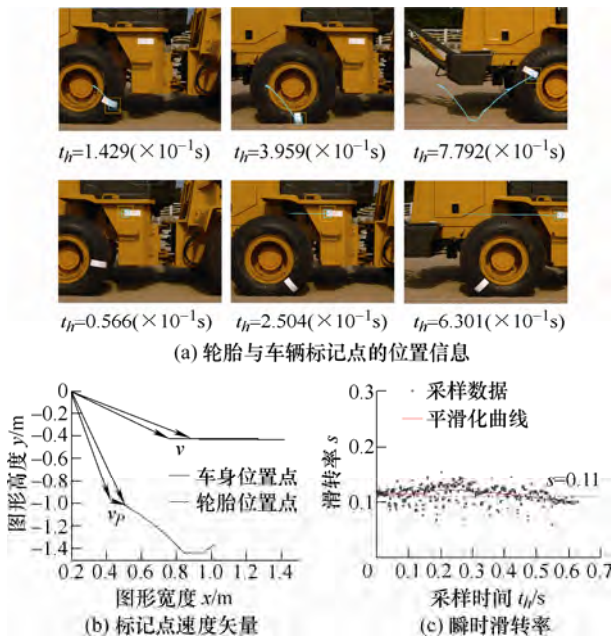 t_h=1.429(×10⁻¹s) t_h=3.959(×10⁻¹s) t_h=7.792(×10⁻¹s)
t_h=0.566(×10⁻¹s) t_h=2.504(×10⁻¹s) t_h=6.301(×10⁻¹s)
(a) 轮胎与车辆标记点的位置信息
0
-0.2
-0.4
-0.6
-0.8
-1.0
-1.2
-1.4
图形高度 y/m
v
v_P
车身位置点
轮胎位置点
0.2 0.4 0.6 0.8 1.0 1.2 1.4
图形宽度 x/m
(b) 标记点速度矢量
0.3
0.2
0.1
滑转率 s
采样数据
平滑化曲线
s=0.11
0 0.1 0.2 0.3 0.4 0.5 0.6 0.7
采样时间 t_h/s
(c) 瞬时滑转率